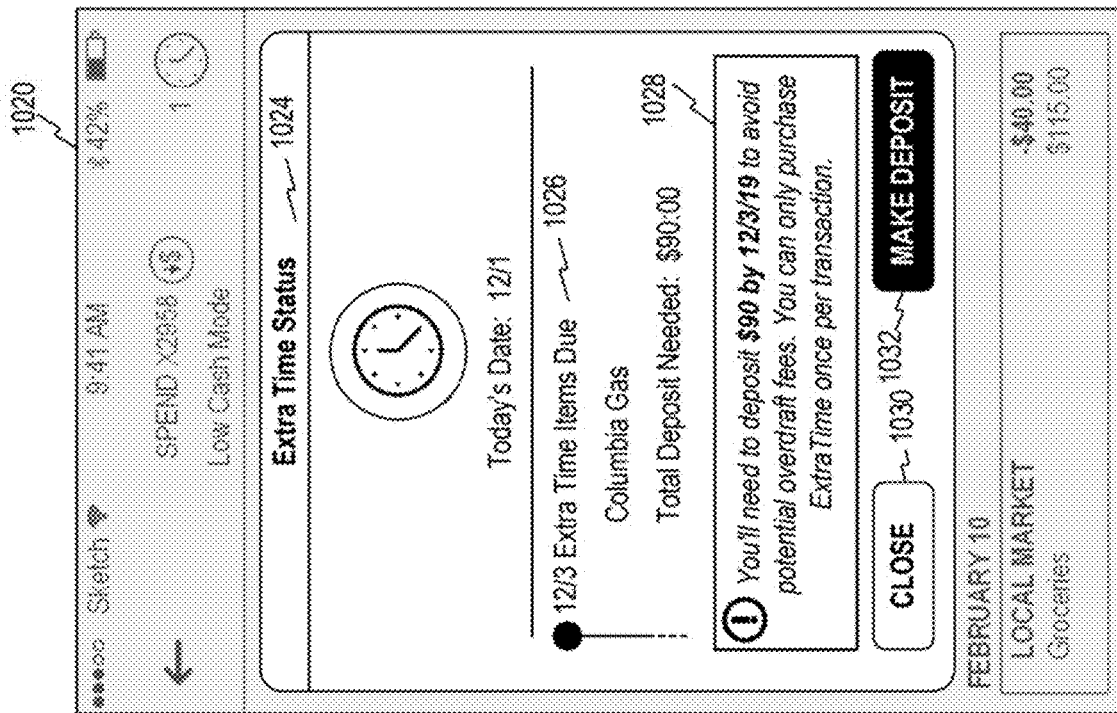 1020
●●●●○ Sketch 9:41 AM 42%
SPEND X2958 +$ 1
Low Cash Mode
Extra Time Status 1024
Today's Date: 12/1
12/3 Extra Time Items Due 1026
Columbia Gas
Total Deposit Needed: $90:00 1028
You'll need to deposit $90 by 12/3/19 to avoid
potential overdraft fees. You can only purchase
ExtraTime once per transaction.
CLOSE 1030 1032 MAKE DEPOSIT
FEBRUARY 10
LOCAL MARKET -$40.00
Groceries $115.00